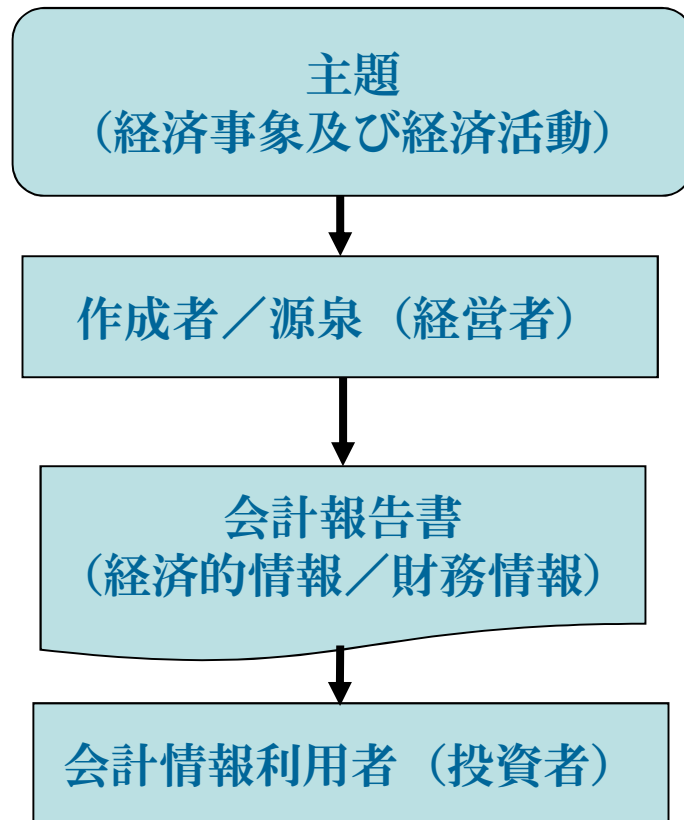 主題
（経済事象及び経済活動）
作成者／源泉（経営者）
会計報告書
（経済的情報／財務情報）
会計情報利用者（投資者）